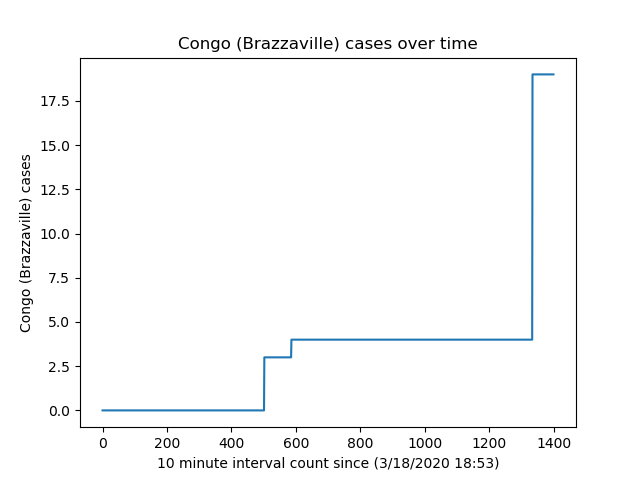 Congo (Brazzaville) cases over time
Congo (Brazzaville) cases
17.5
15.0
12.5
10.0
7.5
5.0
2.5
0.0
0 200 400 600 800 1000 1200 1400
10 minute interval count since (3/18/2020 18:53)